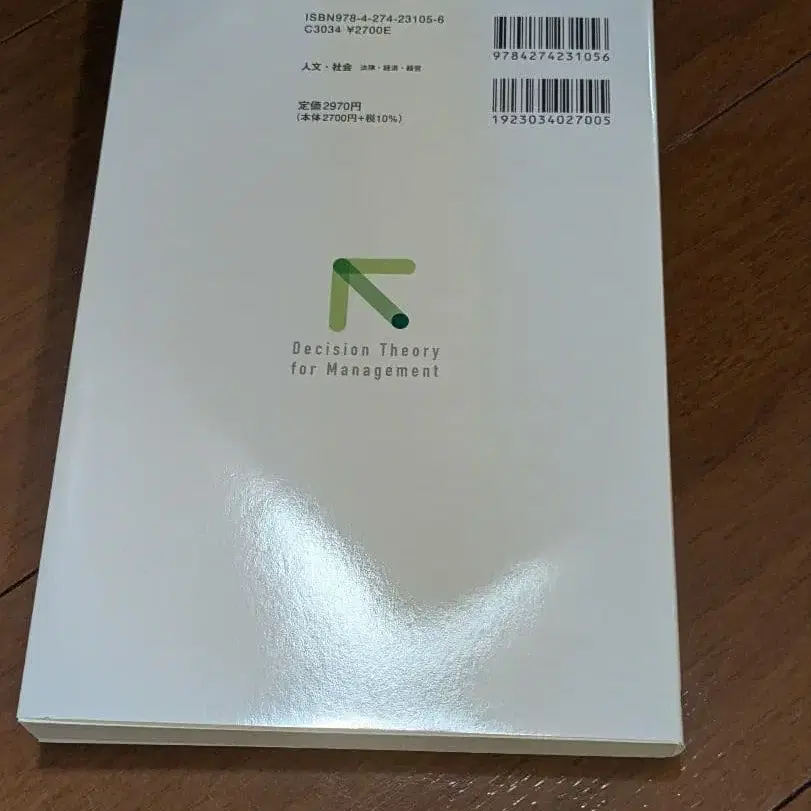 ISBN978-4-274-23105-6
C3034 ¥2700E
9784274231056
人文・社会 法律・経済・経営
定価2970円
(本体2700円+税10%)
1923034027005
Decision Theory
for Management